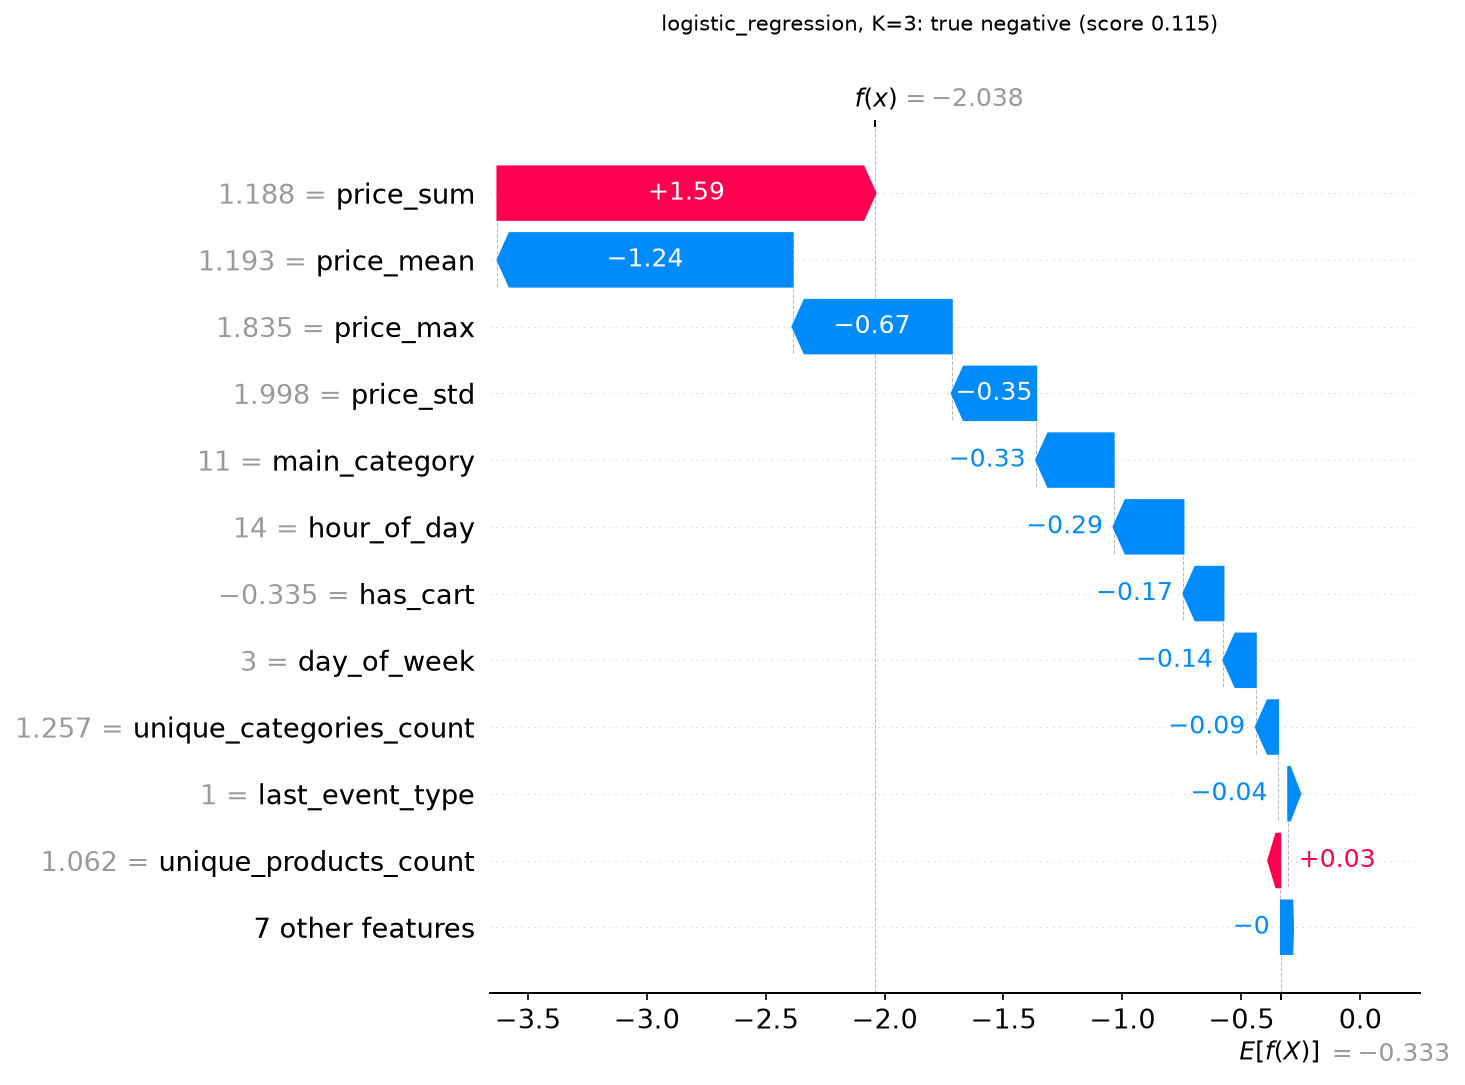 logistic_regression, K=3: true negative (score 0.115)
f(x) = −2.038
1.188 = price_sum +1.59
1.193 = price_mean −1.24
1.835 = price_max −0.67
1.998 = price_std −0.35
11 = main_category −0.33
14 = hour_of_day −0.29
−0.335 = has_cart −0.17
3 = day_of_week −0.14
1.257 = unique_categories_count −0.09
1 = last_event_type −0.04
1.062 = unique_products_count +0.03
7 other features −0
−3.5 −3.0 −2.5 −2.0 −1.5 −1.0 −0.5 0.0
E[f(X)] = −0.333